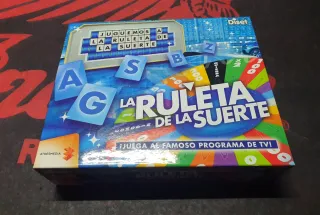 Diset
JUGUEMOS A
LA RULETA DE
LA SUERTE
S B Z
A G S
LA RULETA
DE LA SUERTE
¡JUEGA AL FAMOSO PROGRAMA DE TV!